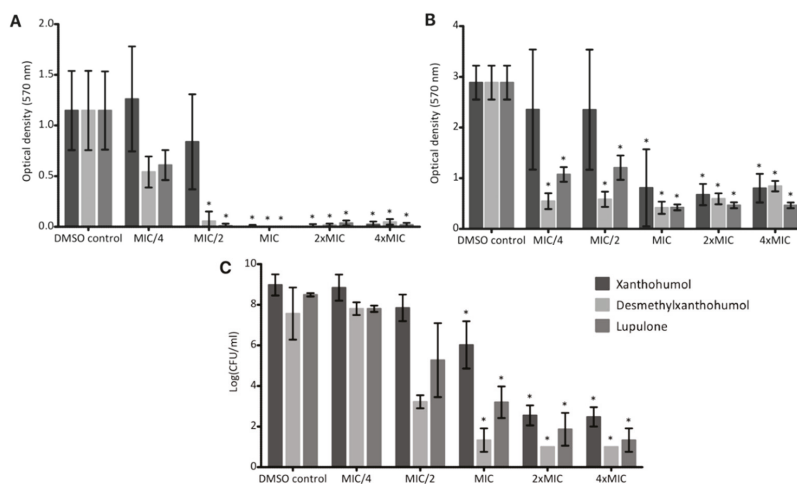 A
Optical density (570 nm)
2.0
1.5
1.0
0.5
0.0
* * * * * * * * * * *
DMSO control MIC/4 MIC/2 MIC 2xMIC 4xMIC
B
Optical density (570 nm)
4
3
2
1
0
* * * * * * * * * * * * *
DMSO control MIC/4 MIC/2 MIC 2xMIC 4xMIC
C
Log(CFU/ml)
10
8
6
4
2
0
* * * * * * * * *
DMSO control MIC/4 MIC/2 MIC 2xMIC 4xMIC
Xanthohumol
Desmethylxanthohumol
Lupulone